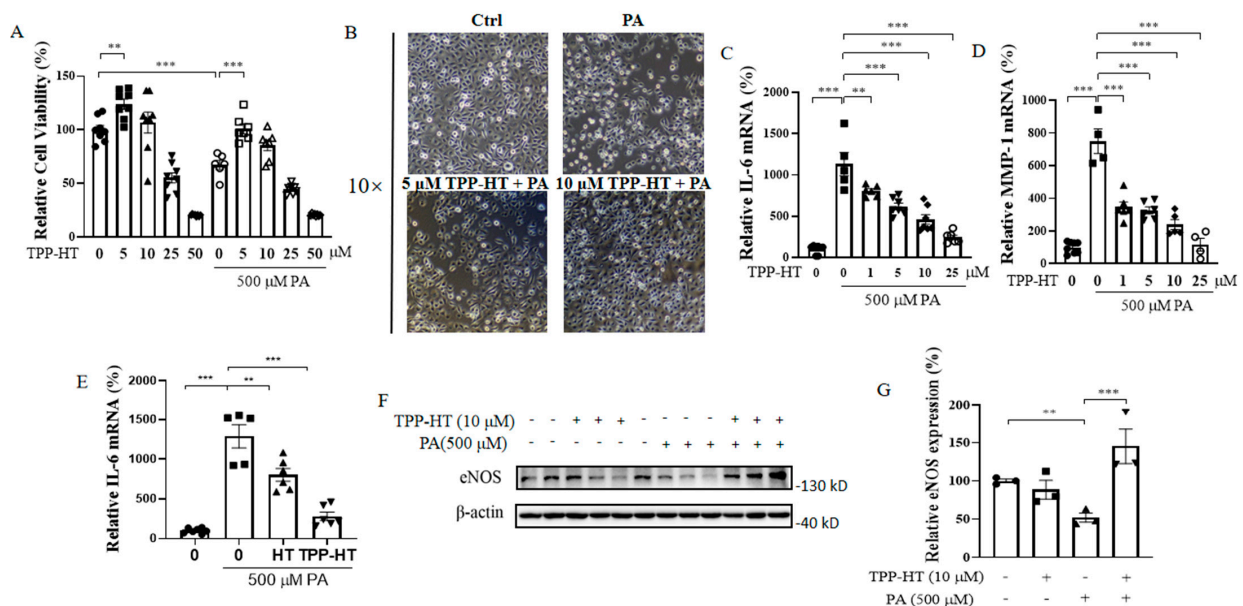 A
Relative Cell Viability (%)
150
100
50
0
**
***
***
TPP-HT 0 5 10 25 50 0 5 10 25 50 μM
500 μM PA
B
10×
Ctrl PA
5 μM TPP-HT + PA 10 μM TPP-HT + PA
C
Relative IL-6 mRNA (%)
2000
1500
1000
500
0
***
***
***
*** **
TPP-HT 0 0 1 5 10 25 μM
500 μM PA
D
Relative MMP-1 mRNA (%)
1000
800
600
400
200
0
***
***
***
*** ***
TPP-HT 0 0 1 5 10 25 μM
500 μM PA
E
Relative IL-6 mRNA (%)
2000
1500
1000
500
0
***
*** **
0 0 HT TPP-HT
500 μM PA
F
TPP-HT (10 μM) - - + + + - - - - + + +
PA(500 μM) - - - - - - + + + + + +
eNOS -130 kD
β-actin -40 kD
G
Relative eNOS expression (%)
200
150
100
50
0
** ***
TPP-HT (10 μM) - + - +
PA (500 μM) - - + +